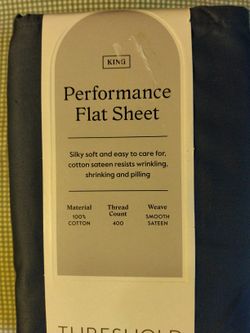 KING
Performance
Flat Sheet
Silky soft and easy to care for,
cotton sateen resists wrinkling,
shrinking and pilling
Material Thread Count Weave
100% COTTON 400 SMOOTH SATEEN
THRESHOLD